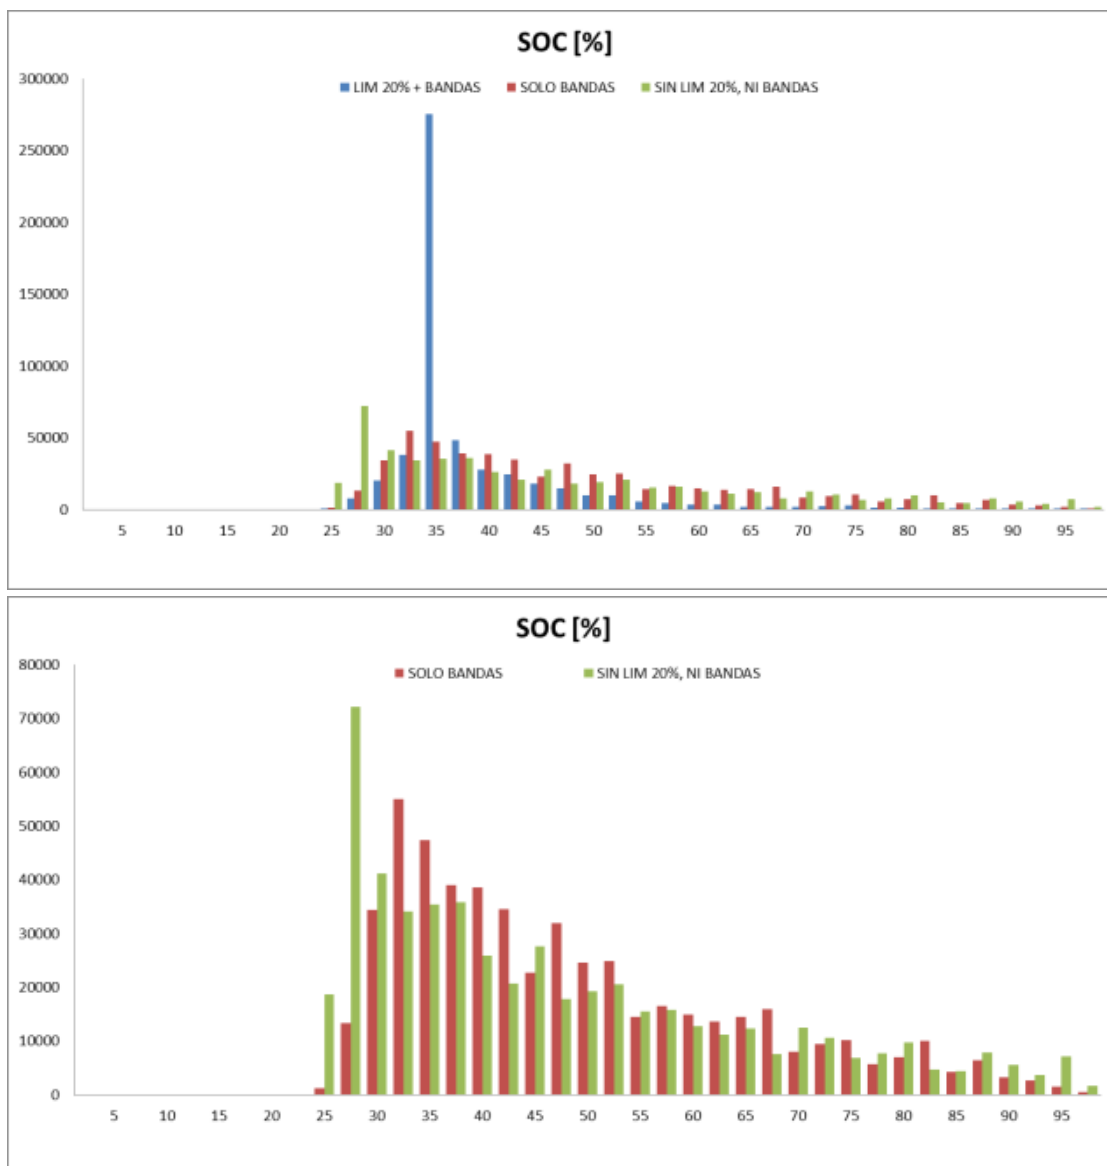 SOC [%]
300000
LIM 20% + BANDAS SOLO BANDAS SIN LIM 20%, NI BANDAS
250000
200000
150000
100000
50000
0
5 10 15 20 25 30 35 40 45 50 55 60 65 70 75 80 85 90 95
SOC [%]
80000
SOLO BANDAS SIN LIM 20%, NI BANDAS
70000
60000
50000
40000
30000
20000
10000
0
5 10 15 20 25 30 35 40 45 50 55 60 65 70 75 80 85 90 95